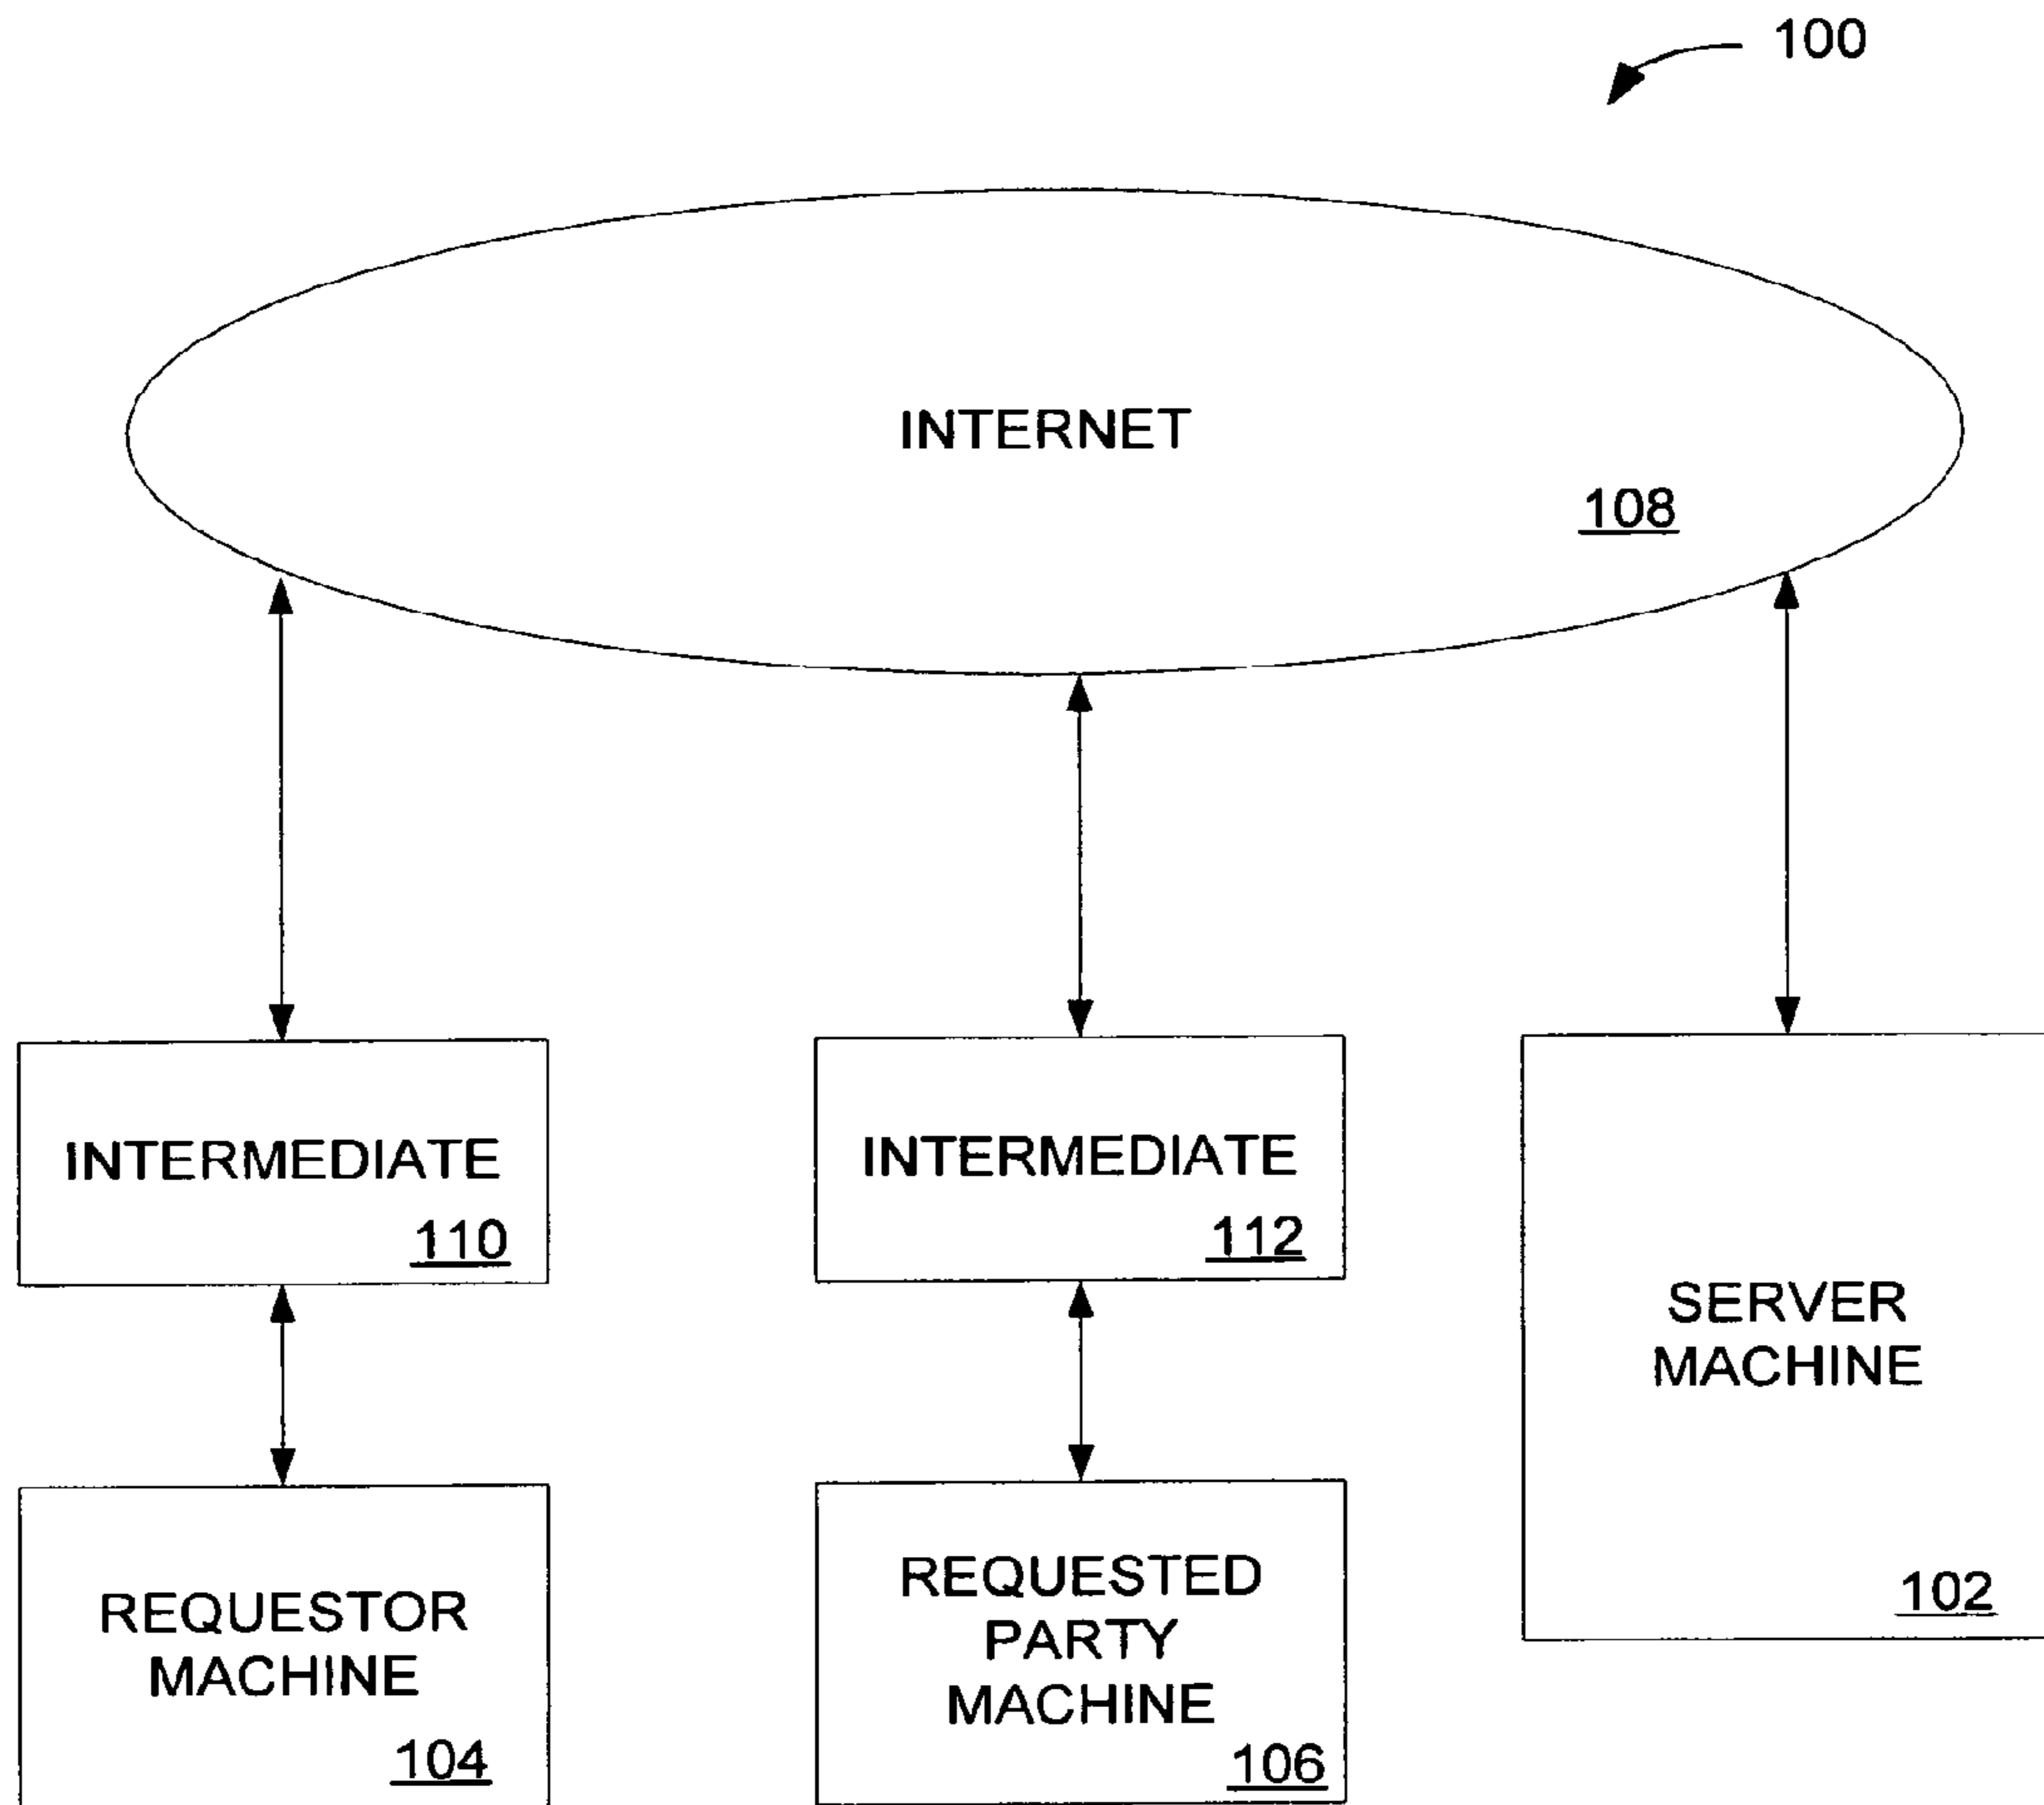 100
INTERNET
108
INTERMEDIATE
110
INTERMEDIATE
112
SERVER
MACHINE
102
REQUESTOR
MACHINE
104
REQUESTED
PARTY
MACHINE
106